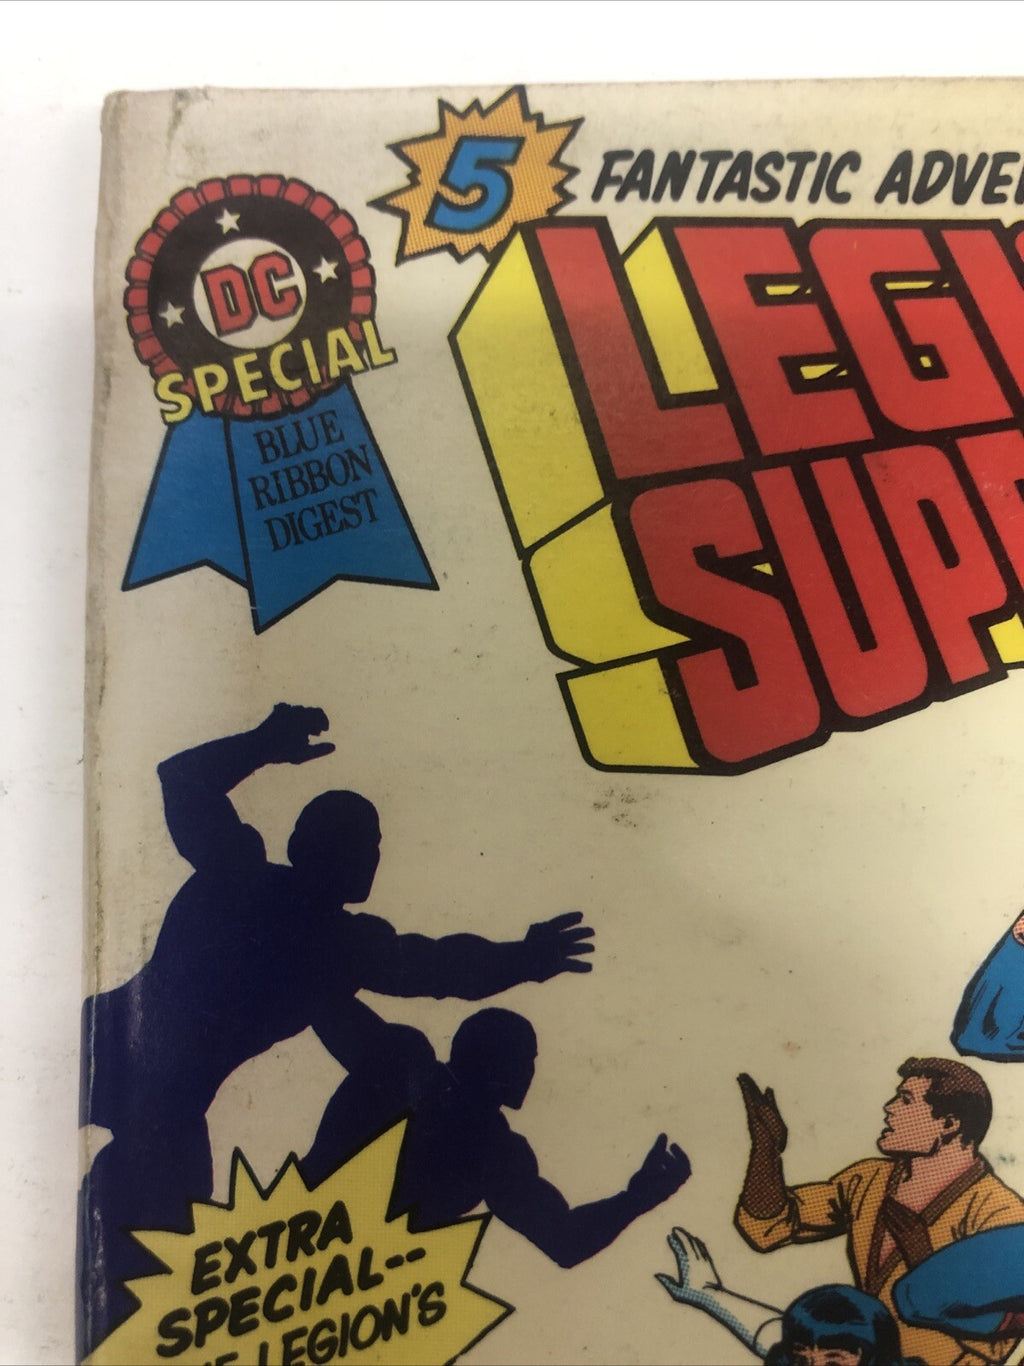 5 FANTASTIC ADVE
LEGI
SUP
DC
SPECIAL
BLUE
RIBBON
DIGEST
EXTRA
SPECIAL--
LEGION'S